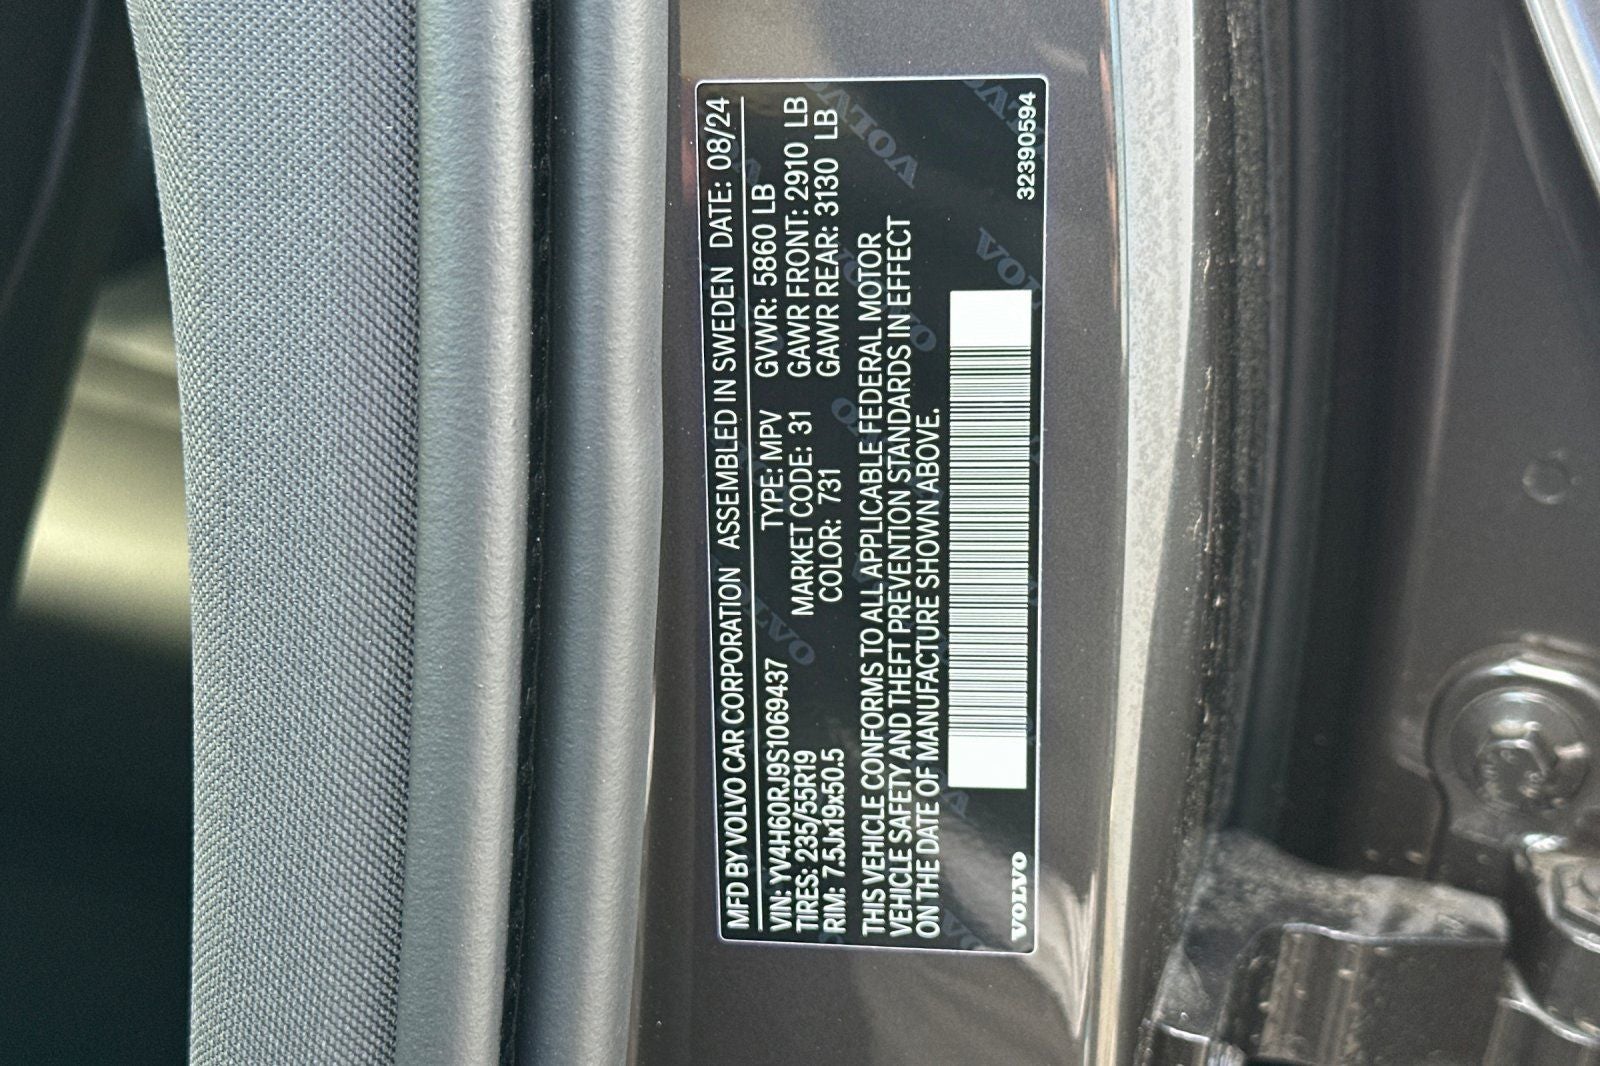 MFD BY VOLVO CAR CORPORATION ASSEMBLED IN SWEDEN DATE: 08/24
VIN: YV4H60RJ9S1069437 TYPE: MPV GVWR: 5860 LB
TIRES: 235/55R19 MARKET CODE: 31 GAWR FRONT: 2910 LB
RIM: 7.5Jx19x50.5 COLOR: 731 GAWR REAR: 3130 LB
THIS VEHICLE CONFORMS TO ALL APPLICABLE FEDERAL MOTOR
VEHICLE SAFETY AND THEFT PREVENTION STANDARDS IN EFFECT
ON THE DATE OF MANUFACTURE SHOWN ABOVE.
VOLVO 32390594